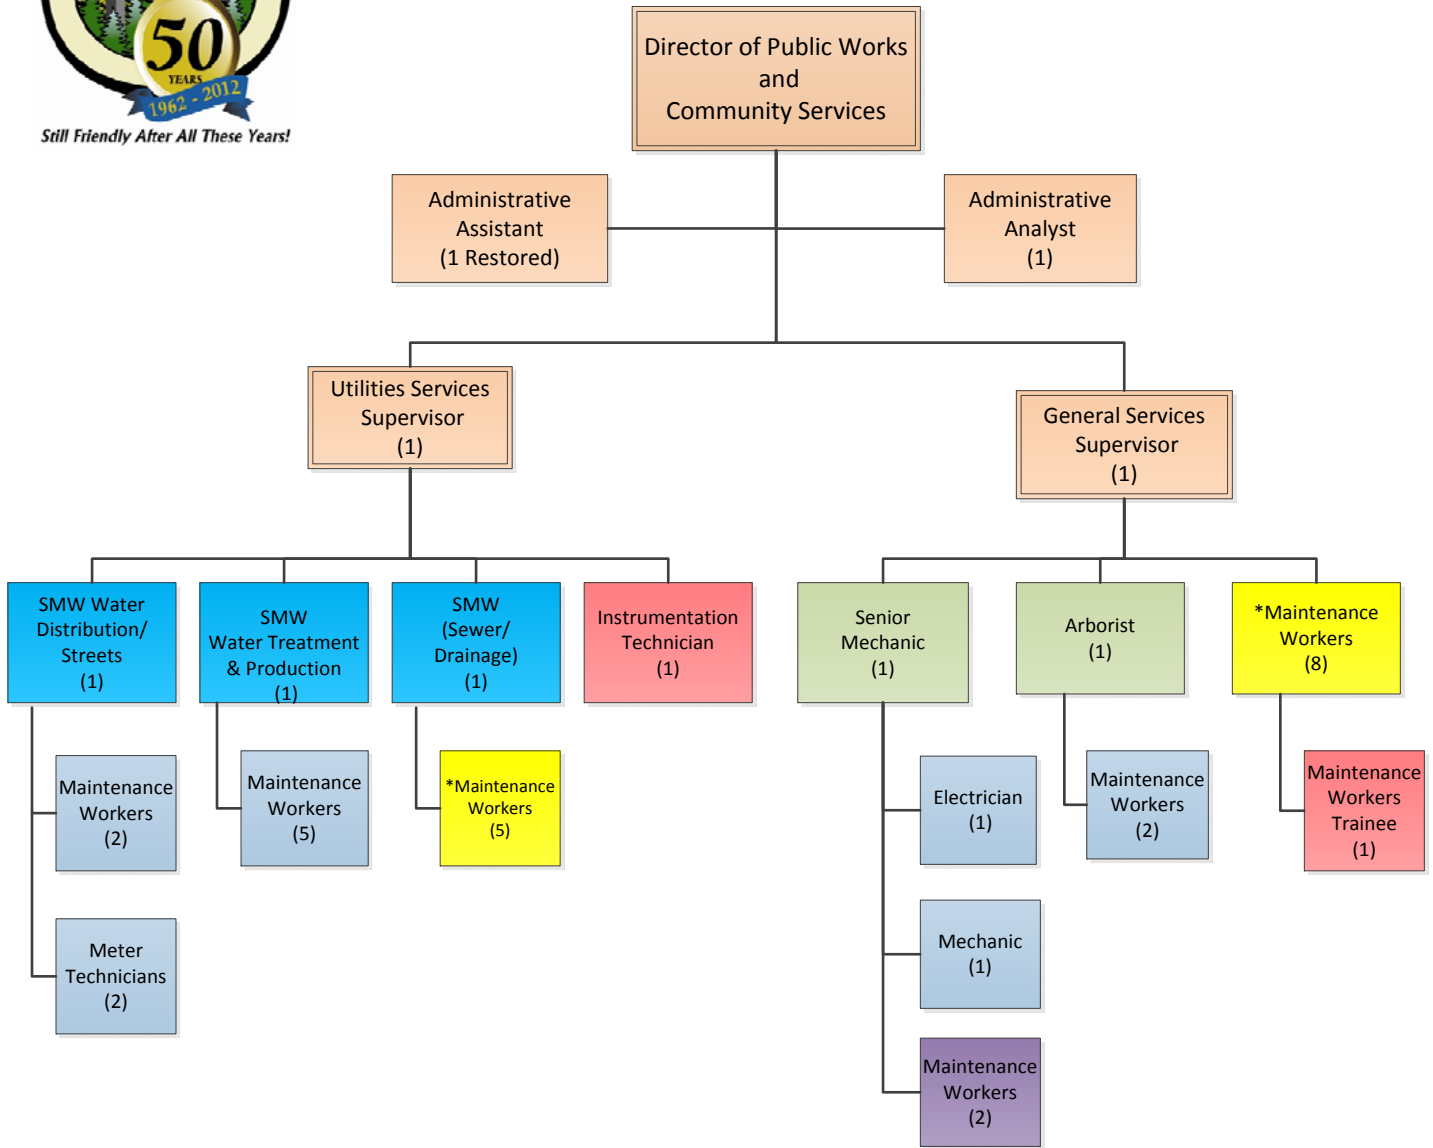 50
YEARS
1962 - 2012
Still Friendly After All These Years!
Director of Public Works
and
Community Services
Administrative
Assistant
(1 Restored)
Administrative
Analyst
(1)
Utilities Services
Supervisor
(1)
General Services
Supervisor
(1)
SMW Water
Distribution/
Streets
(1)
SMW
Water Treatment
& Production
(1)
SMW
(Sewer/
Drainage)
(1)
Instrumentation
Technician
(1)
Senior
Mechanic
(1)
Arborist
(1)
*Maintenance
Workers
(8)
Maintenance
Workers
(2)
Maintenance
Workers
(5)
*Maintenance
Workers
(5)
Electrician
(1)
Maintenance
Workers
(2)
Maintenance
Workers
Trainee
(1)
Meter
Technicians
(2)
Mechanic
(1)
Maintenance
Workers
(2)